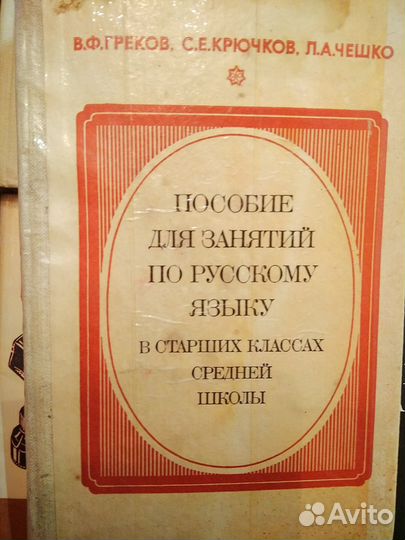 В.Ф.ГРЕКОВ, С.Е.КРЮЧКОВ, Л.А.ЧЕШКО
ПОСОБИЕ
ДЛЯ ЗАНЯТИЙ
ПО РУССКОМУ
ЯЗЫКУ
В СТАРШИХ КЛАССАХ
СРЕДНЕЙ
ШКОЛЫ
Avito